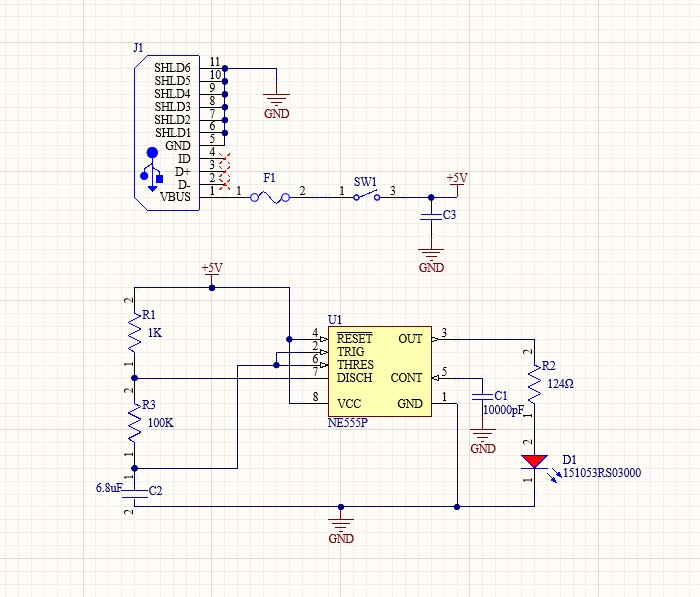 J1
SHLD6 11
SHLD5 10
SHLD4 9
SHLD3 8
SHLD2 7
SHLD1 6
GND 5
ID 4
D+ 3
D- 2
VBUS 1
GND
1 F1 2
1 SW1 3
+5V
C3
GND
+5V
2
R1
1K
1
2
R3
100K
1
1
6.8uF C2
2
U1
4 RESET OUT 3
2 TRIG
6 THRES
7 DISCH CONT 5
8 VCC GND 1
NE555P
C1
10000pF
GND
2
R2
124Ω
1
2
D1
151053RS03000
1
GND